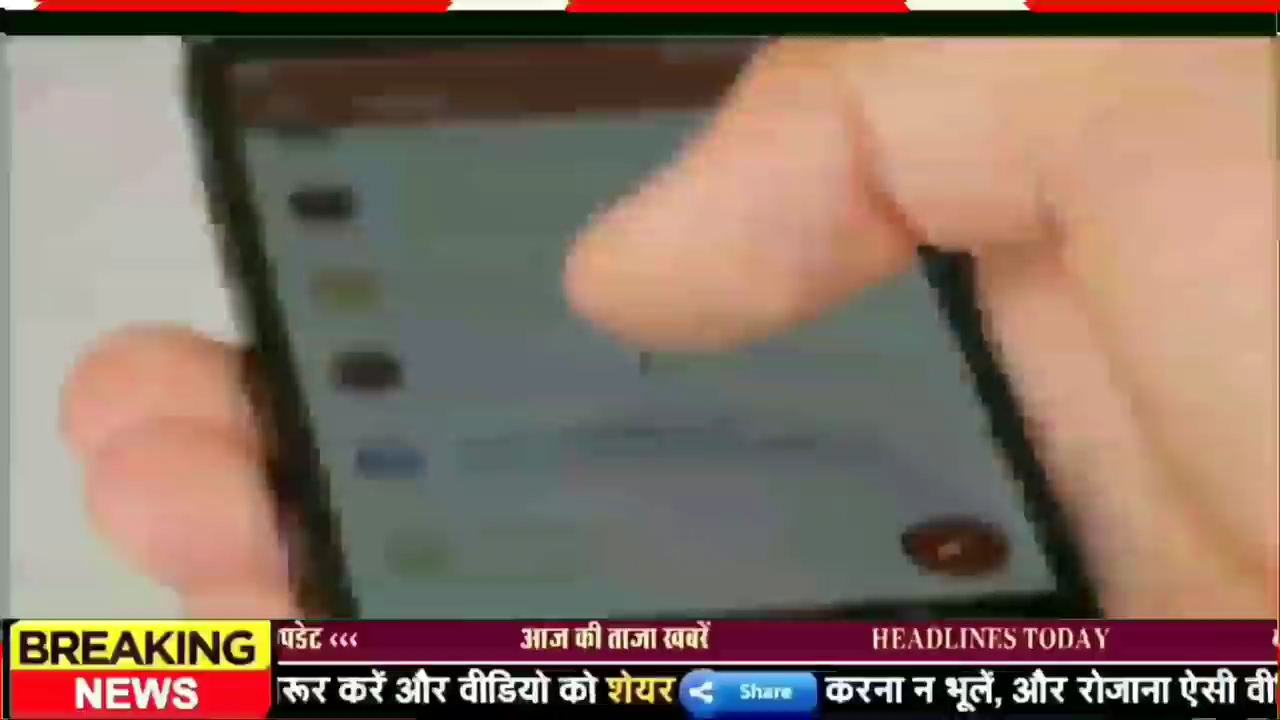 BREAKING
NEWS
पडेट ‹‹‹ आज की ताजा खबरें HEADLINES TODAY
रूर करें और वीडियो को शेयर Share करना न भूलें, और रोजाना ऐसी वी